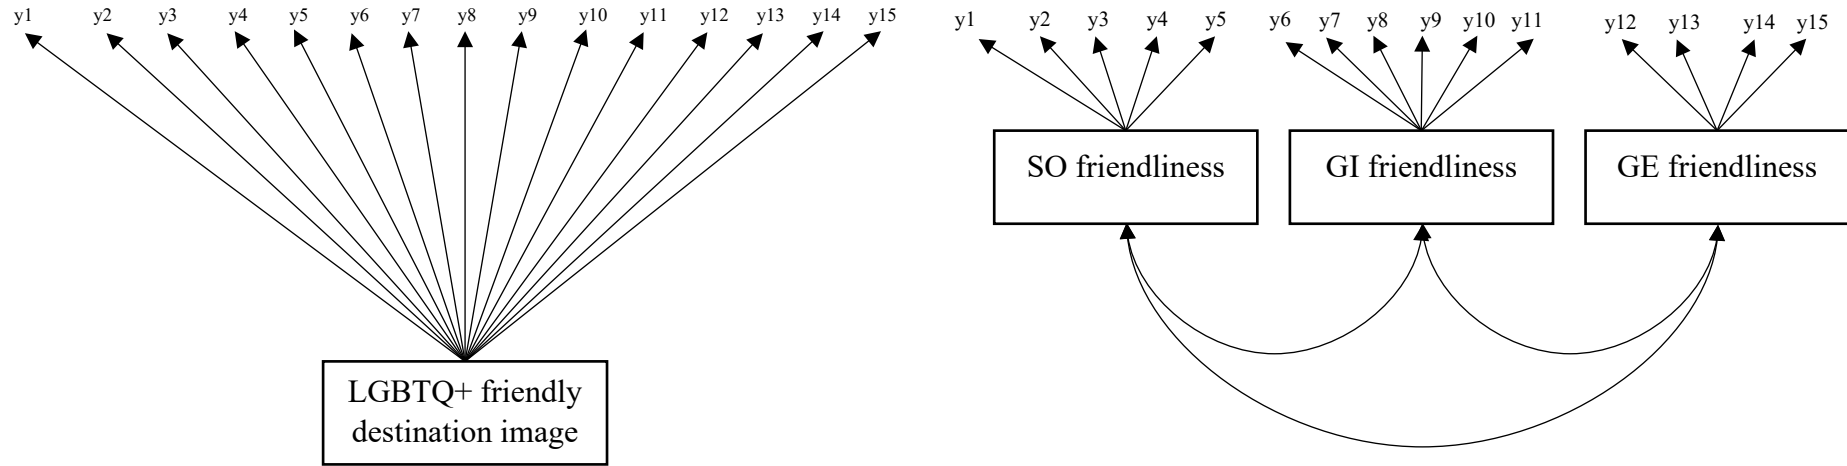 y1 y2 y3 y4 y5 y6 y7 y8 y9 y10 y11 y12 y13 y14 y15
LGBTQ+ friendly
destination image
y1 y2 y3 y4 y5 y6 y7 y8 y9 y10 y11 y12 y13 y14 y15
SO friendliness GI friendliness GE friendliness